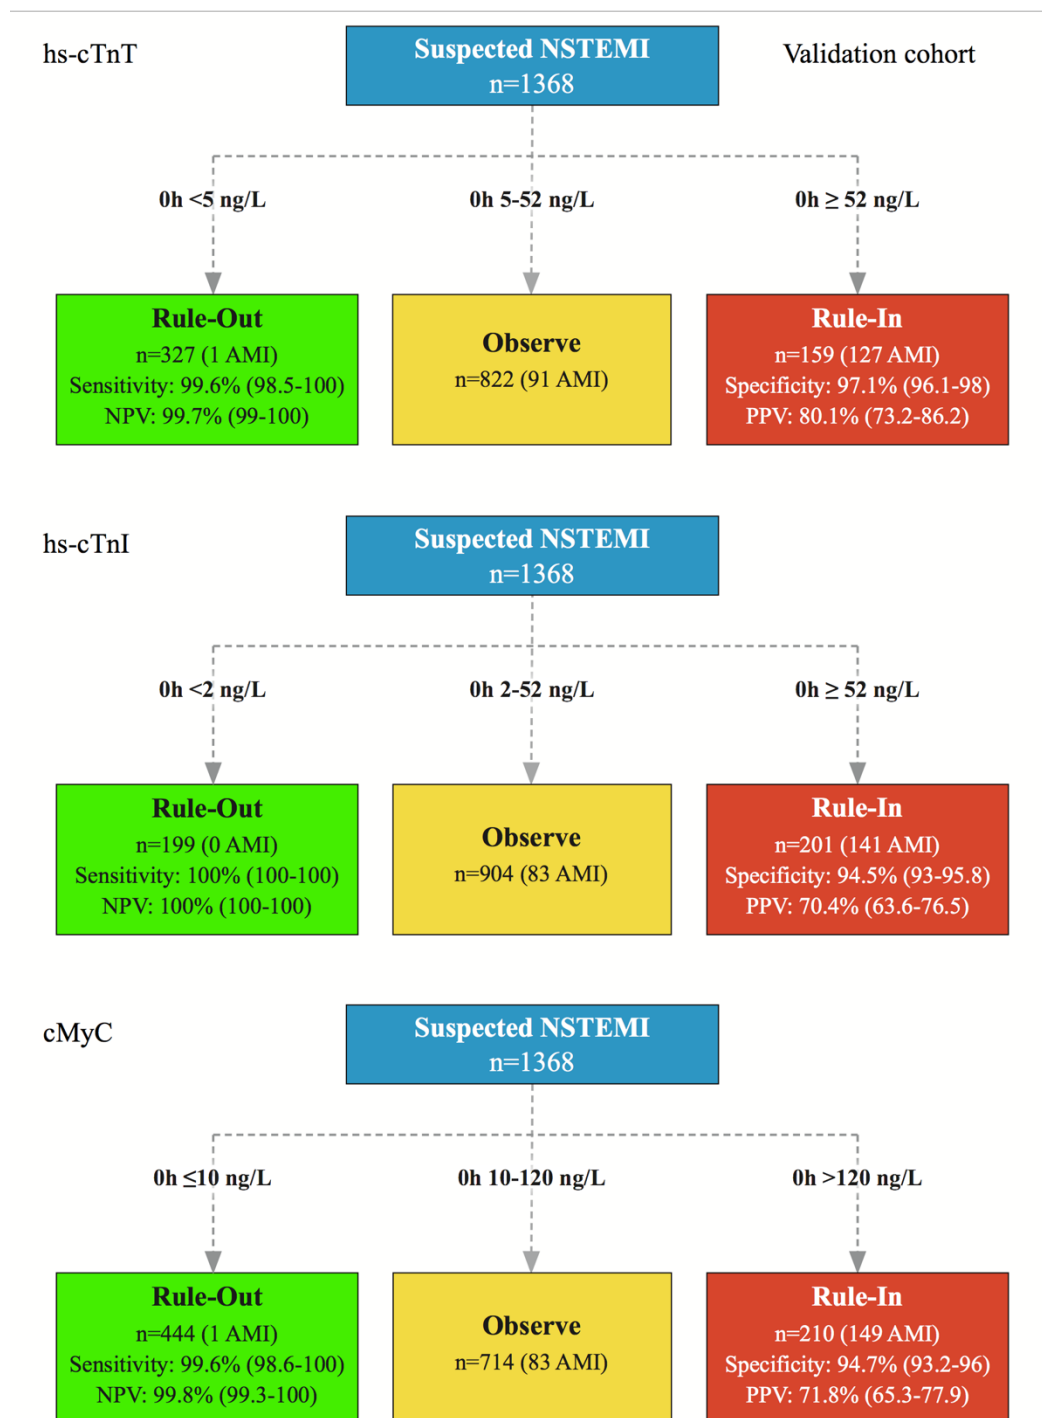 hs-cTnT
Suspected NSTEMI
n=1368
Validation cohort
0h <5 ng/L
0h 5-52 ng/L
0h ≥ 52 ng/L
Rule-Out
n=327 (1 AMI)
Sensitivity: 99.6% (98.5-100)
NPV: 99.7% (99-100)
Observe
n=822 (91 AMI)
Rule-In
n=159 (127 AMI)
Specificity: 97.1% (96.1-98)
PPV: 80.1% (73.2-86.2)
hs-cTnI
Suspected NSTEMI
n=1368
0h <2 ng/L
0h 2-52 ng/L
0h ≥ 52 ng/L
Rule-Out
n=199 (0 AMI)
Sensitivity: 100% (100-100)
NPV: 100% (100-100)
Observe
n=904 (83 AMI)
Rule-In
n=201 (141 AMI)
Specificity: 94.5% (93-95.8)
PPV: 70.4% (63.6-76.5)
cMyC
Suspected NSTEMI
n=1368
0h ≤10 ng/L
0h 10-120 ng/L
0h >120 ng/L
Rule-Out
n=444 (1 AMI)
Sensitivity: 99.6% (98.6-100)
NPV: 99.8% (99.3-100)
Observe
n=714 (83 AMI)
Rule-In
n=210 (149 AMI)
Specificity: 94.7% (93.2-96)
PPV: 71.8% (65.3-77.9)